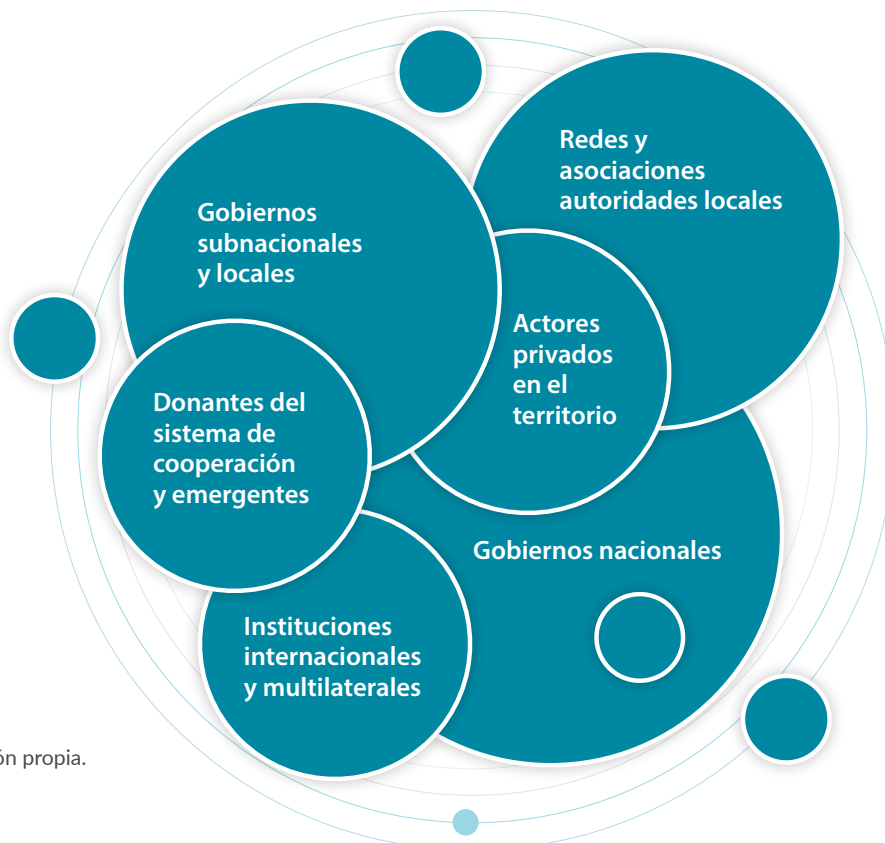 Redes y
asociaciones
autoridades locales
Gobiernos
subnacionales
y locales
Actores
privados
en el
territorio
Donantes del
sistema de
cooperación
y emergentes
Gobiernos nacionales
Instituciones
internacionales
y multilaterales
propia.